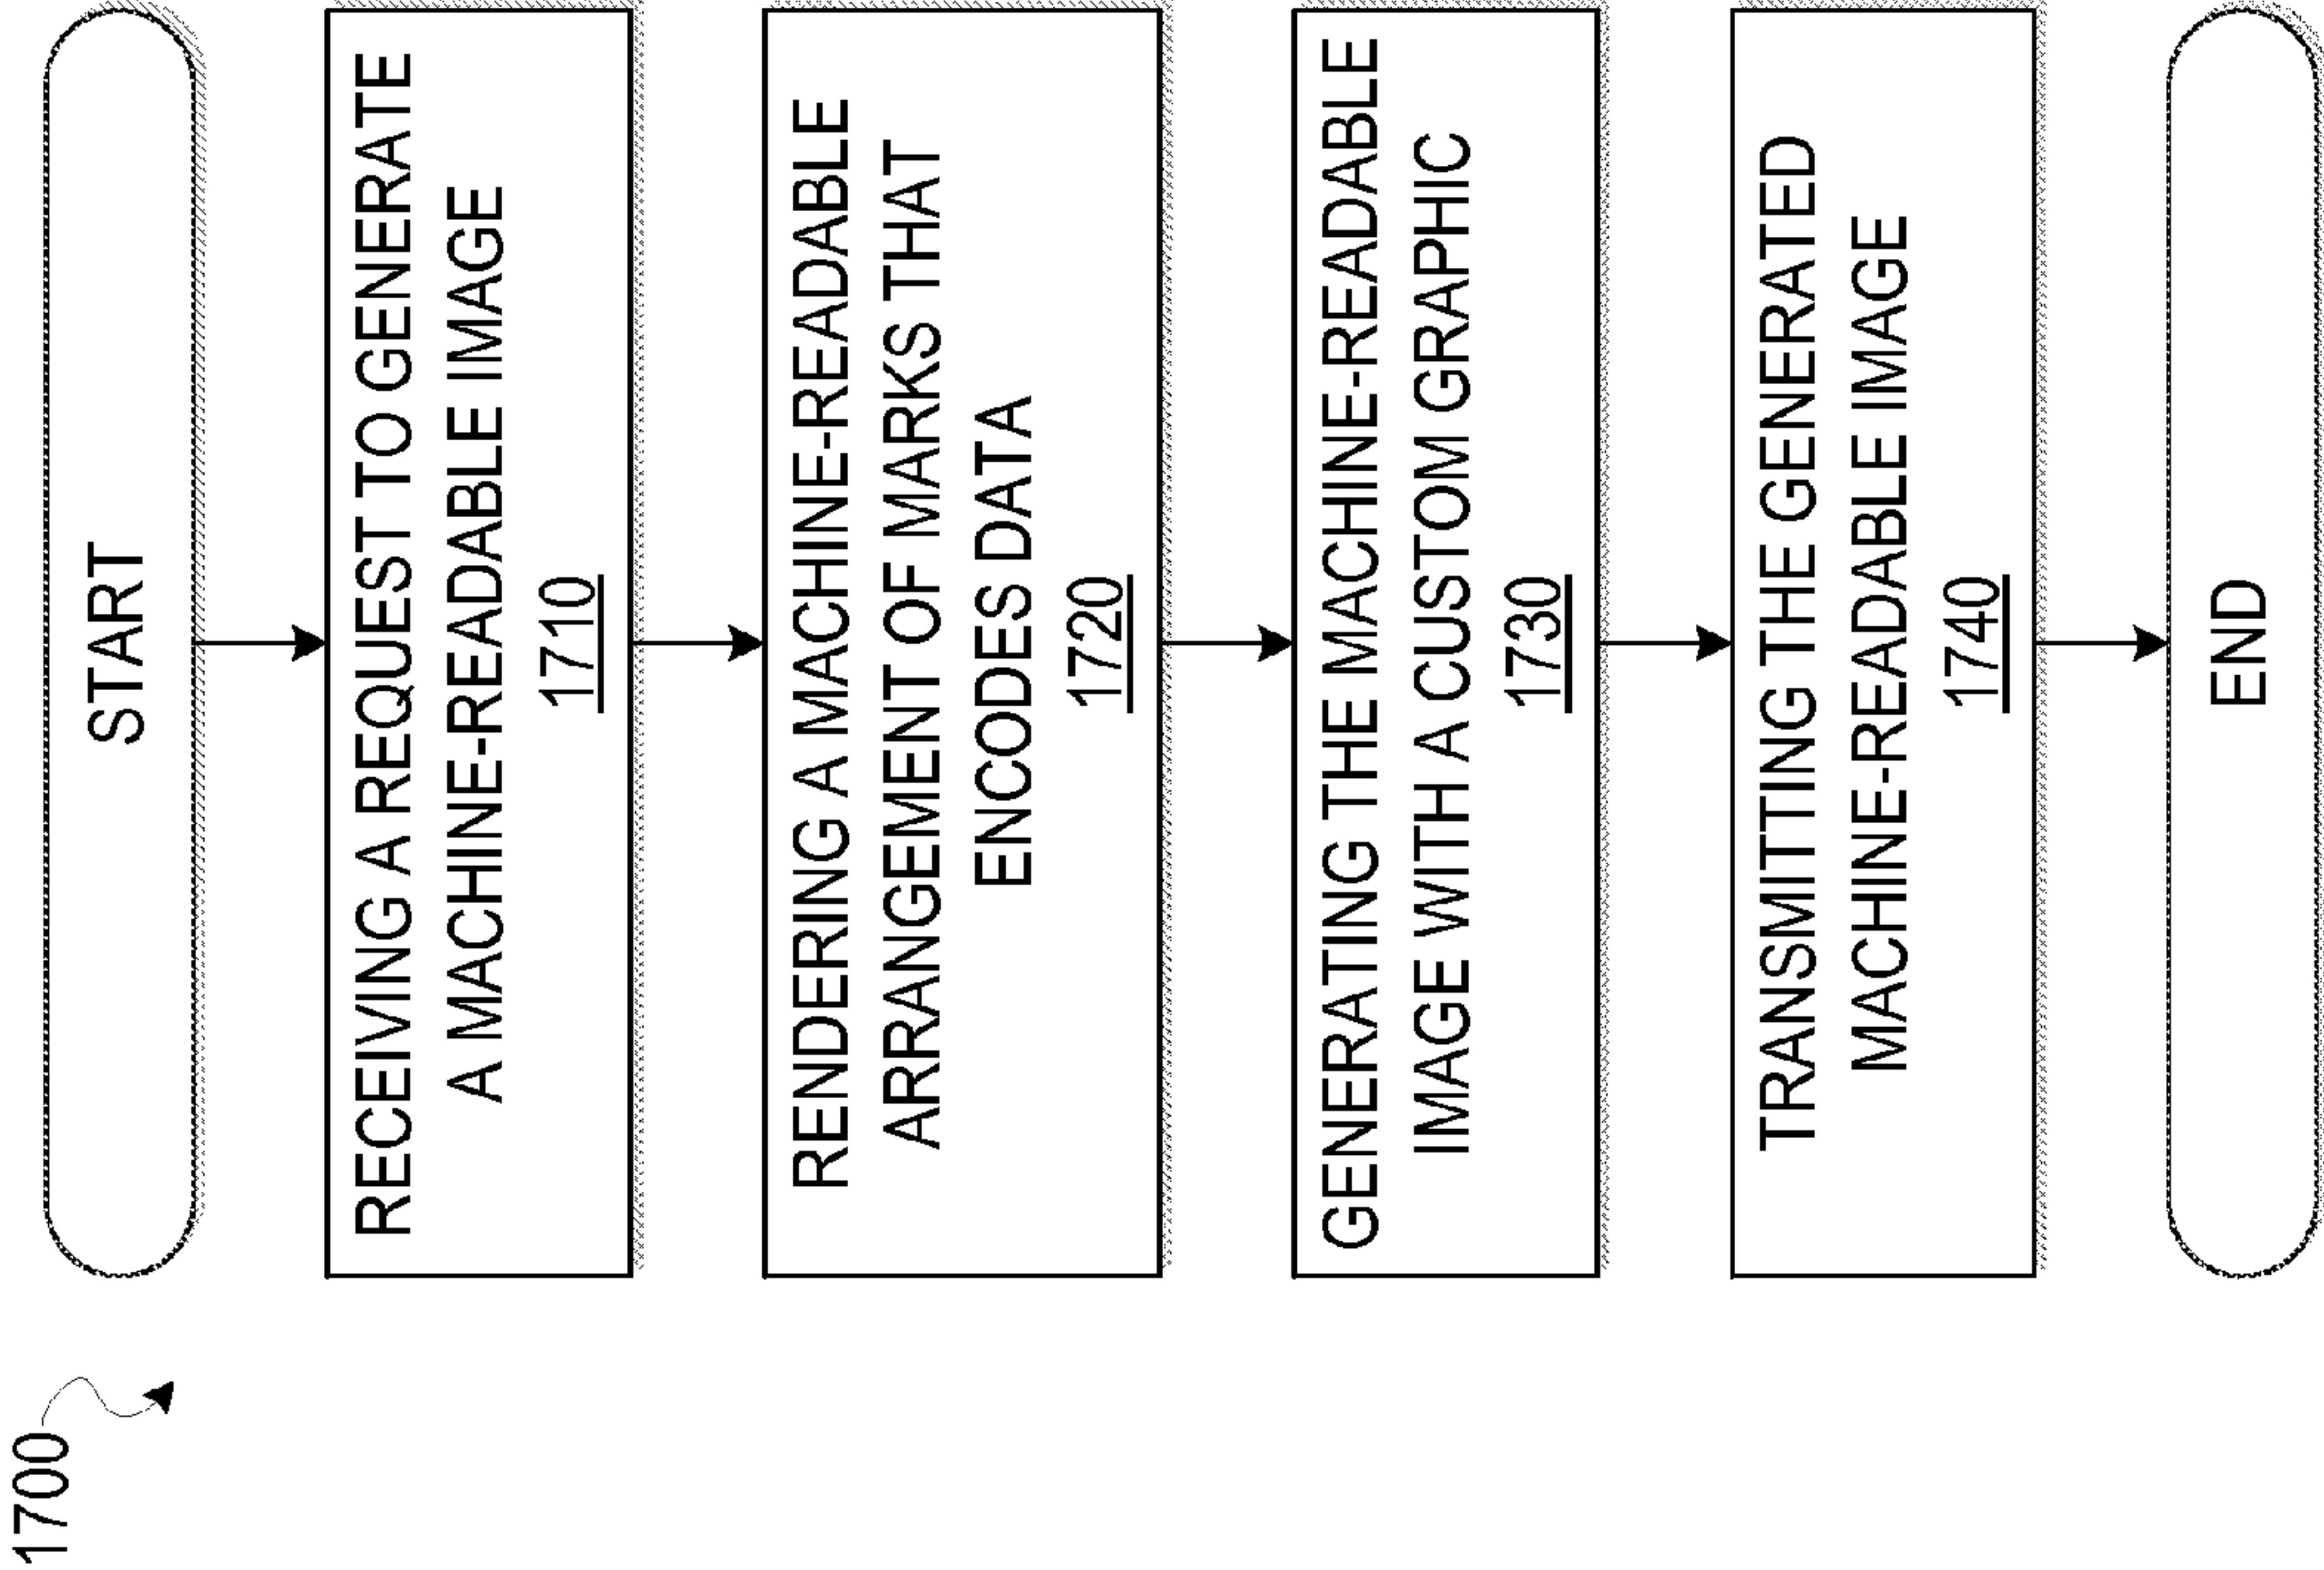 1700
START
RECEIVING A REQUEST TO GENERATE
A MACHINE-READABLE IMAGE
1710
RENDERING A MACHINE-READABLE
ARRANGEMENT OF MARKS THAT
ENCODES DATA
1720
GENERATING THE MACHINE-READABLE
IMAGE WITH A CUSTOM GRAPHIC
1730
TRANSMITTING THE GENERATED
MACHINE-READABLE IMAGE
1740
END